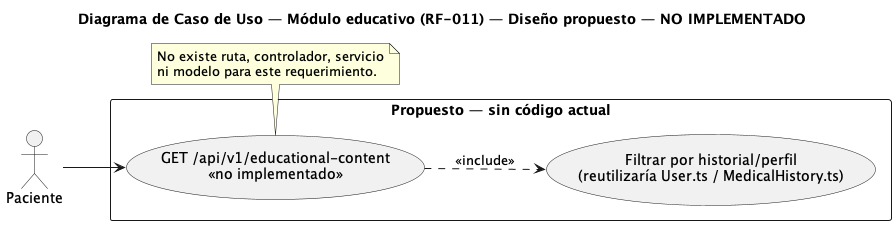 Diagrama de Caso de Uso — Módulo educativo (RF-011) — Diseño propuesto — NO IMPLEMENTADO
No existe ruta, controlador, servicio
ni modelo para este requerimiento.
Propuesto — sin código actual
GET /api/v1/educational-content
«no implementado»
«include»
Filtrar por historial/perfil
(reutilizaría User.ts / MedicalHistory.ts)
Paciente